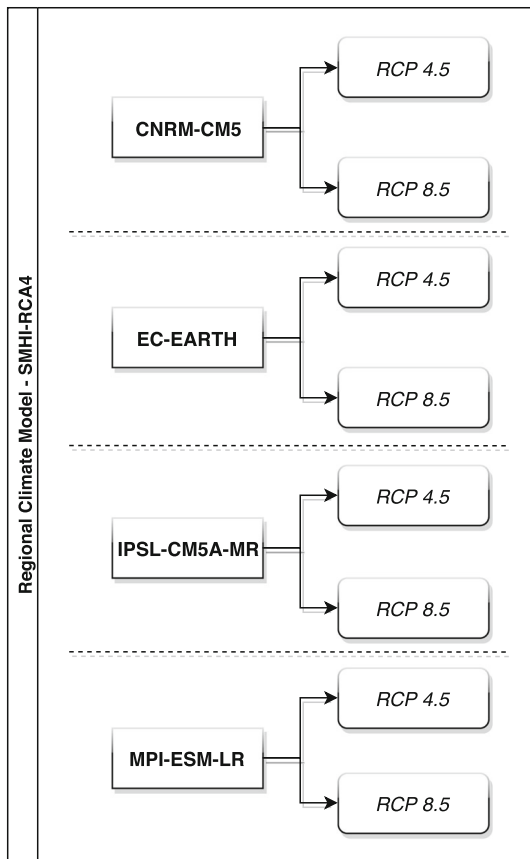 Regional Climate Model - SMHI-RCA4
CNRM-CM5
RCP 4.5
RCP 8.5
EC-EARTH
RCP 4.5
RCP 8.5
IPSL-CM5A-MR
RCP 4.5
RCP 8.5
MPI-ESM-LR
RCP 4.5
RCP 8.5